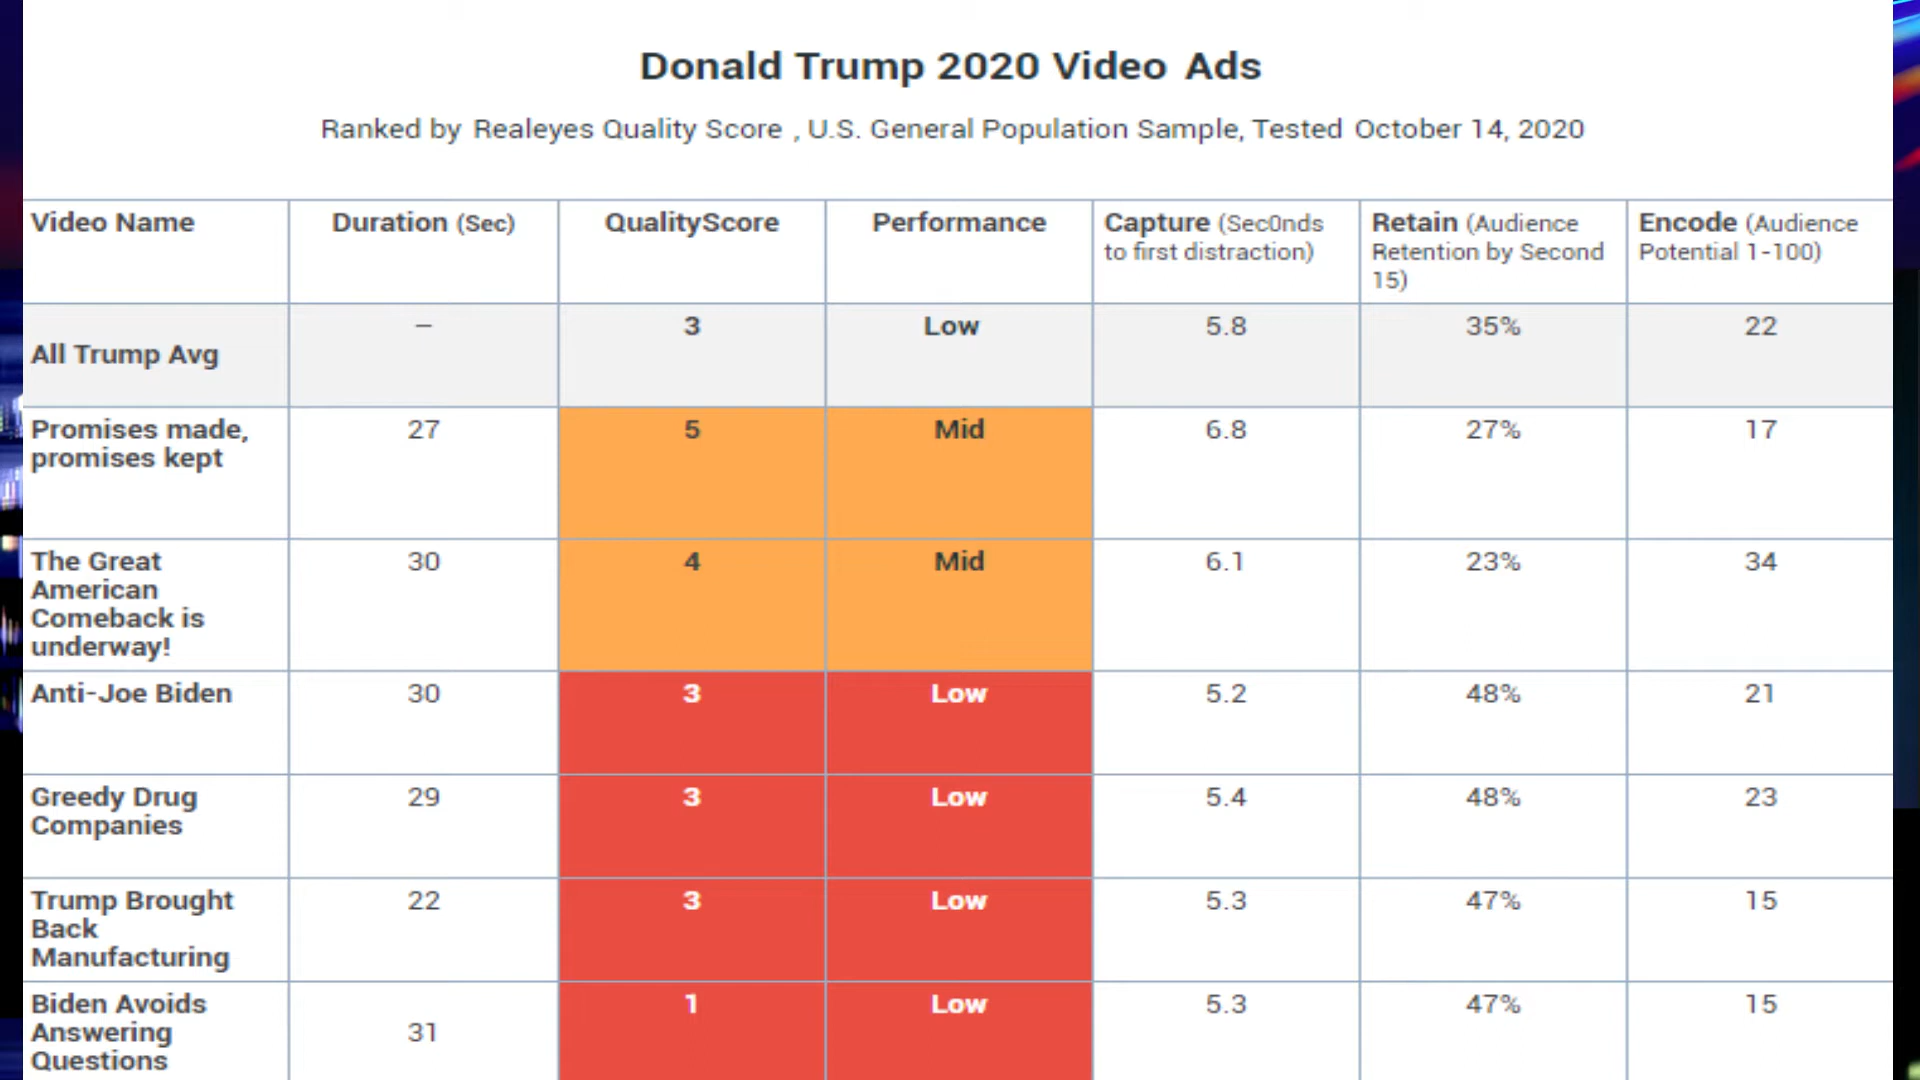 Donald Trump 2020 Video Ads
Ranked by Realeyes Quality Score , U.S. General Population Sample, Tested October 14, 2020
Video Name Duration (Sec) QualityScore Performance Capture (Sec0nds to first distraction) Retain (Audience Retention by Second 15) Encode (Audience Potential 1-100)
All Trump Avg – 3 Low 5.8 35% 22
Promises made, promises kept 27 5 Mid 6.8 27% 17
The Great American Comeback is underway! 30 4 Mid 6.1 23% 34
Anti-Joe Biden 30 3 Low 5.2 48% 21
Greedy Drug Companies 29 3 Low 5.4 48% 23
Trump Brought Back Manufacturing 22 3 Low 5.3 47% 15
Biden Avoids Answering Questions 31 1 Low 5.3 47% 15